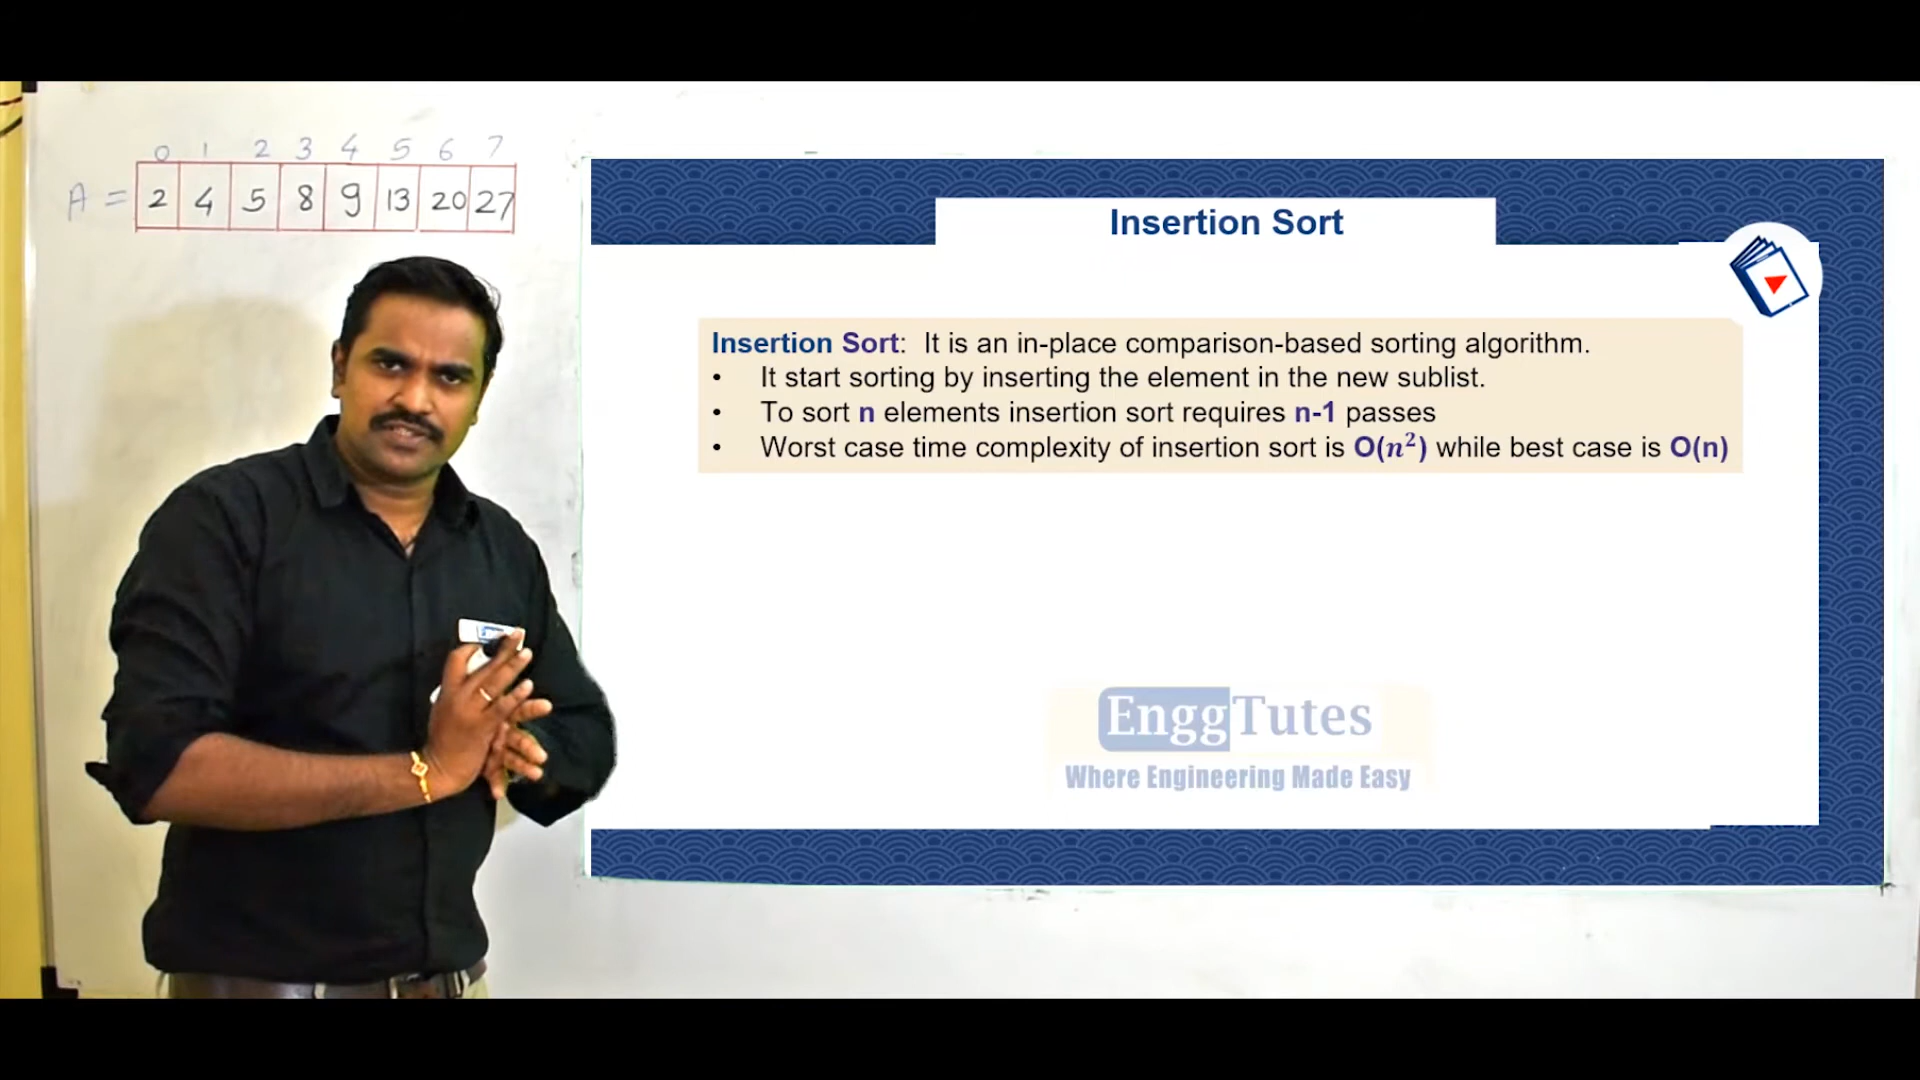 0 1 2 3 4 5 6 7
A = 2 4 5 8 9 13 20 27
Insertion Sort
Insertion Sort: It is an in-place comparison-based sorting algorithm.
• It start sorting by inserting the element in the new sublist.
• To sort n elements insertion sort requires n-1 passes
• Worst case time complexity of insertion sort is O(n²) while best case is O(n)
EnggTutes
Where Engineering Made Easy